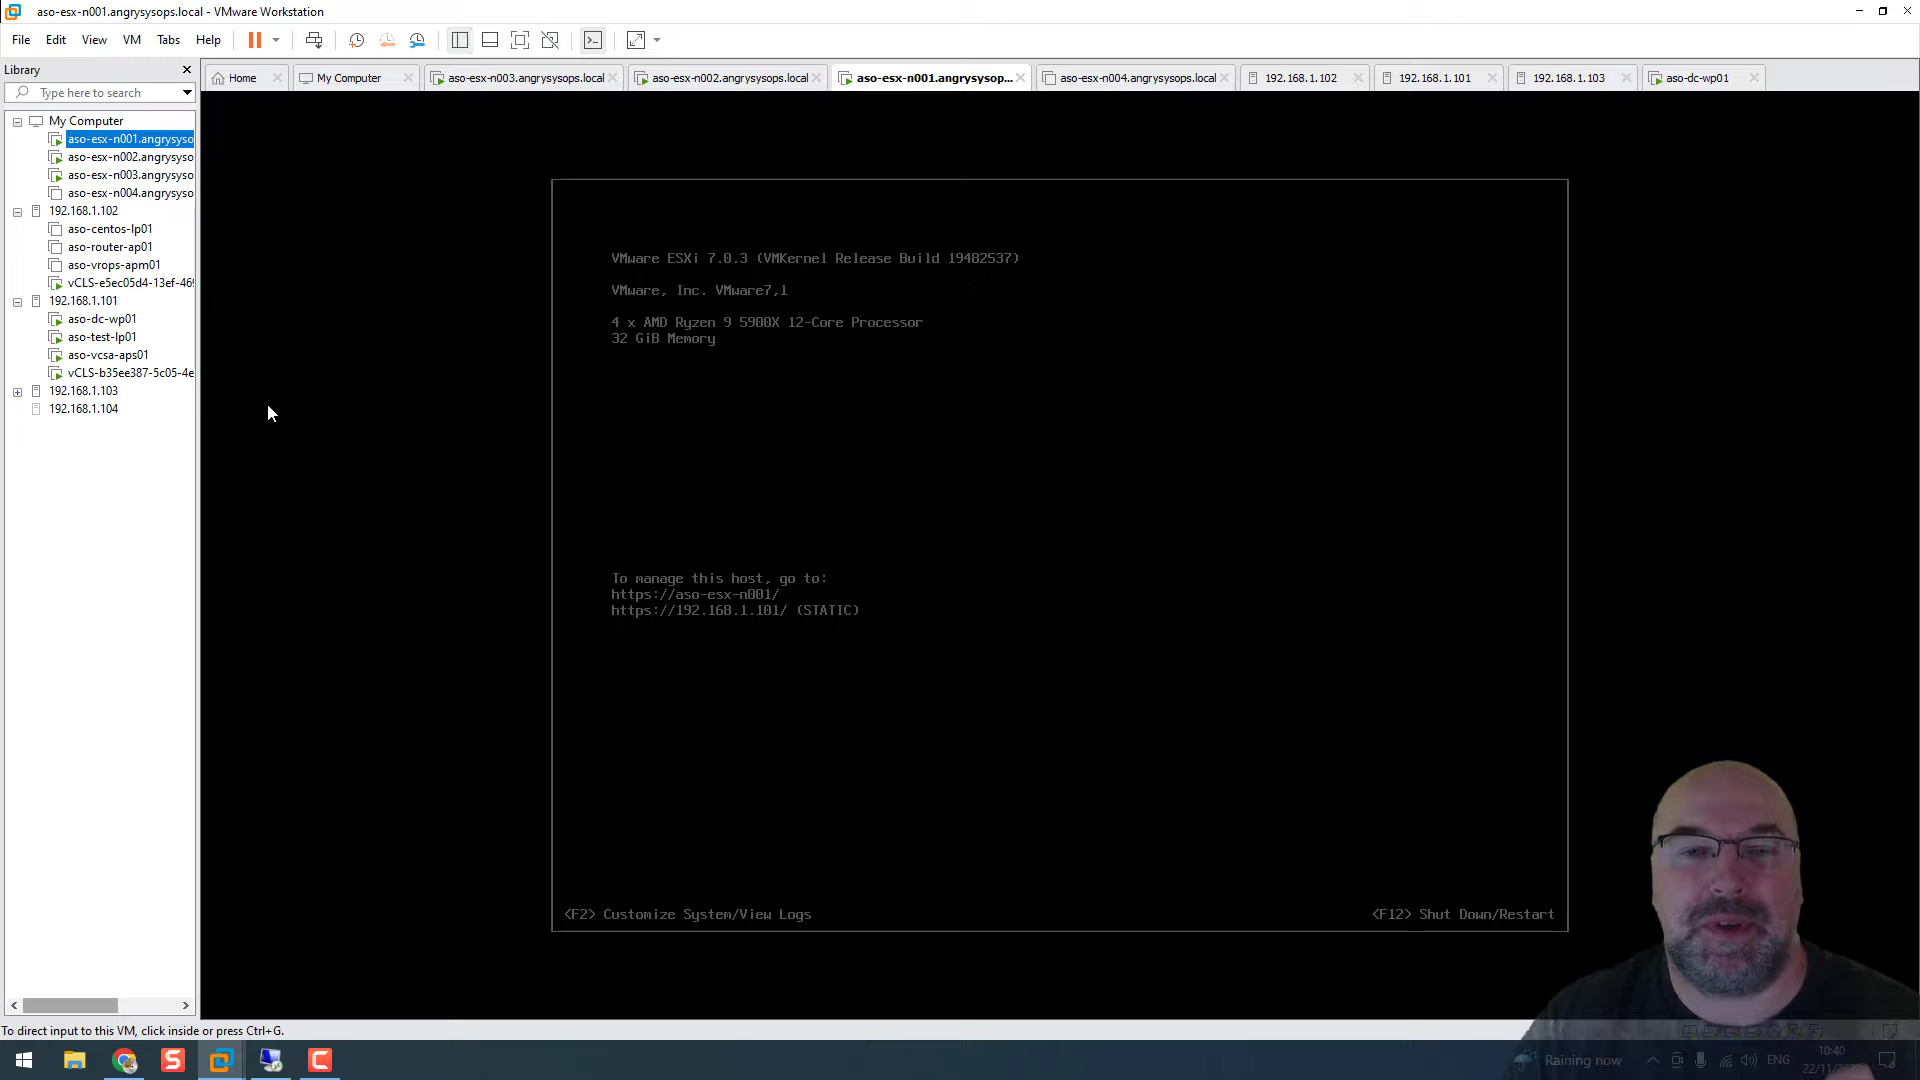 aso-esx-n001.angrysysops.local - VMware Workstation
File Edit View VM Tabs Help
Library
Type here to search
Home
My Computer
aso-esx-n003.angrysysops.local
aso-esx-n002.angrysysops.local
aso-esx-n001.angrysysop...
aso-esx-n004.angrysysops.local
192.168.1.102
192.168.1.101
192.168.1.103
aso-dc-wp01
My Computer
aso-esx-n001.angrysyso
aso-esx-n002.angrysyso
aso-esx-n003.angrysyso
aso-esx-n004.angrysyso
192.168.1.102
aso-centos-lp01
aso-router-ap01
aso-vrops-apm01
vCLS-e5ec05d4-13ef-469
192.168.1.101
aso-dc-wp01
aso-test-lp01
aso-vcsa-aps01
vCLS-b35ee387-5c05-4e
192.168.1.103
192.168.1.104
VMware ESXi 7.0.3 (VMKernel Release Build 19482537)
VMware, Inc. VMware7,1
4 x AMD Ryzen 9 5900X 12-Core Processor
32 GiB Memory
To manage this host, go to:
https://aso-esx-n001/
https://192.168.1.101/ (STATIC)
<F2> Customize System/View Logs
<F12> Shut Down/Restart
To direct input to this VM, click inside or press Ctrl+G.
Raining now
ENG
10:40